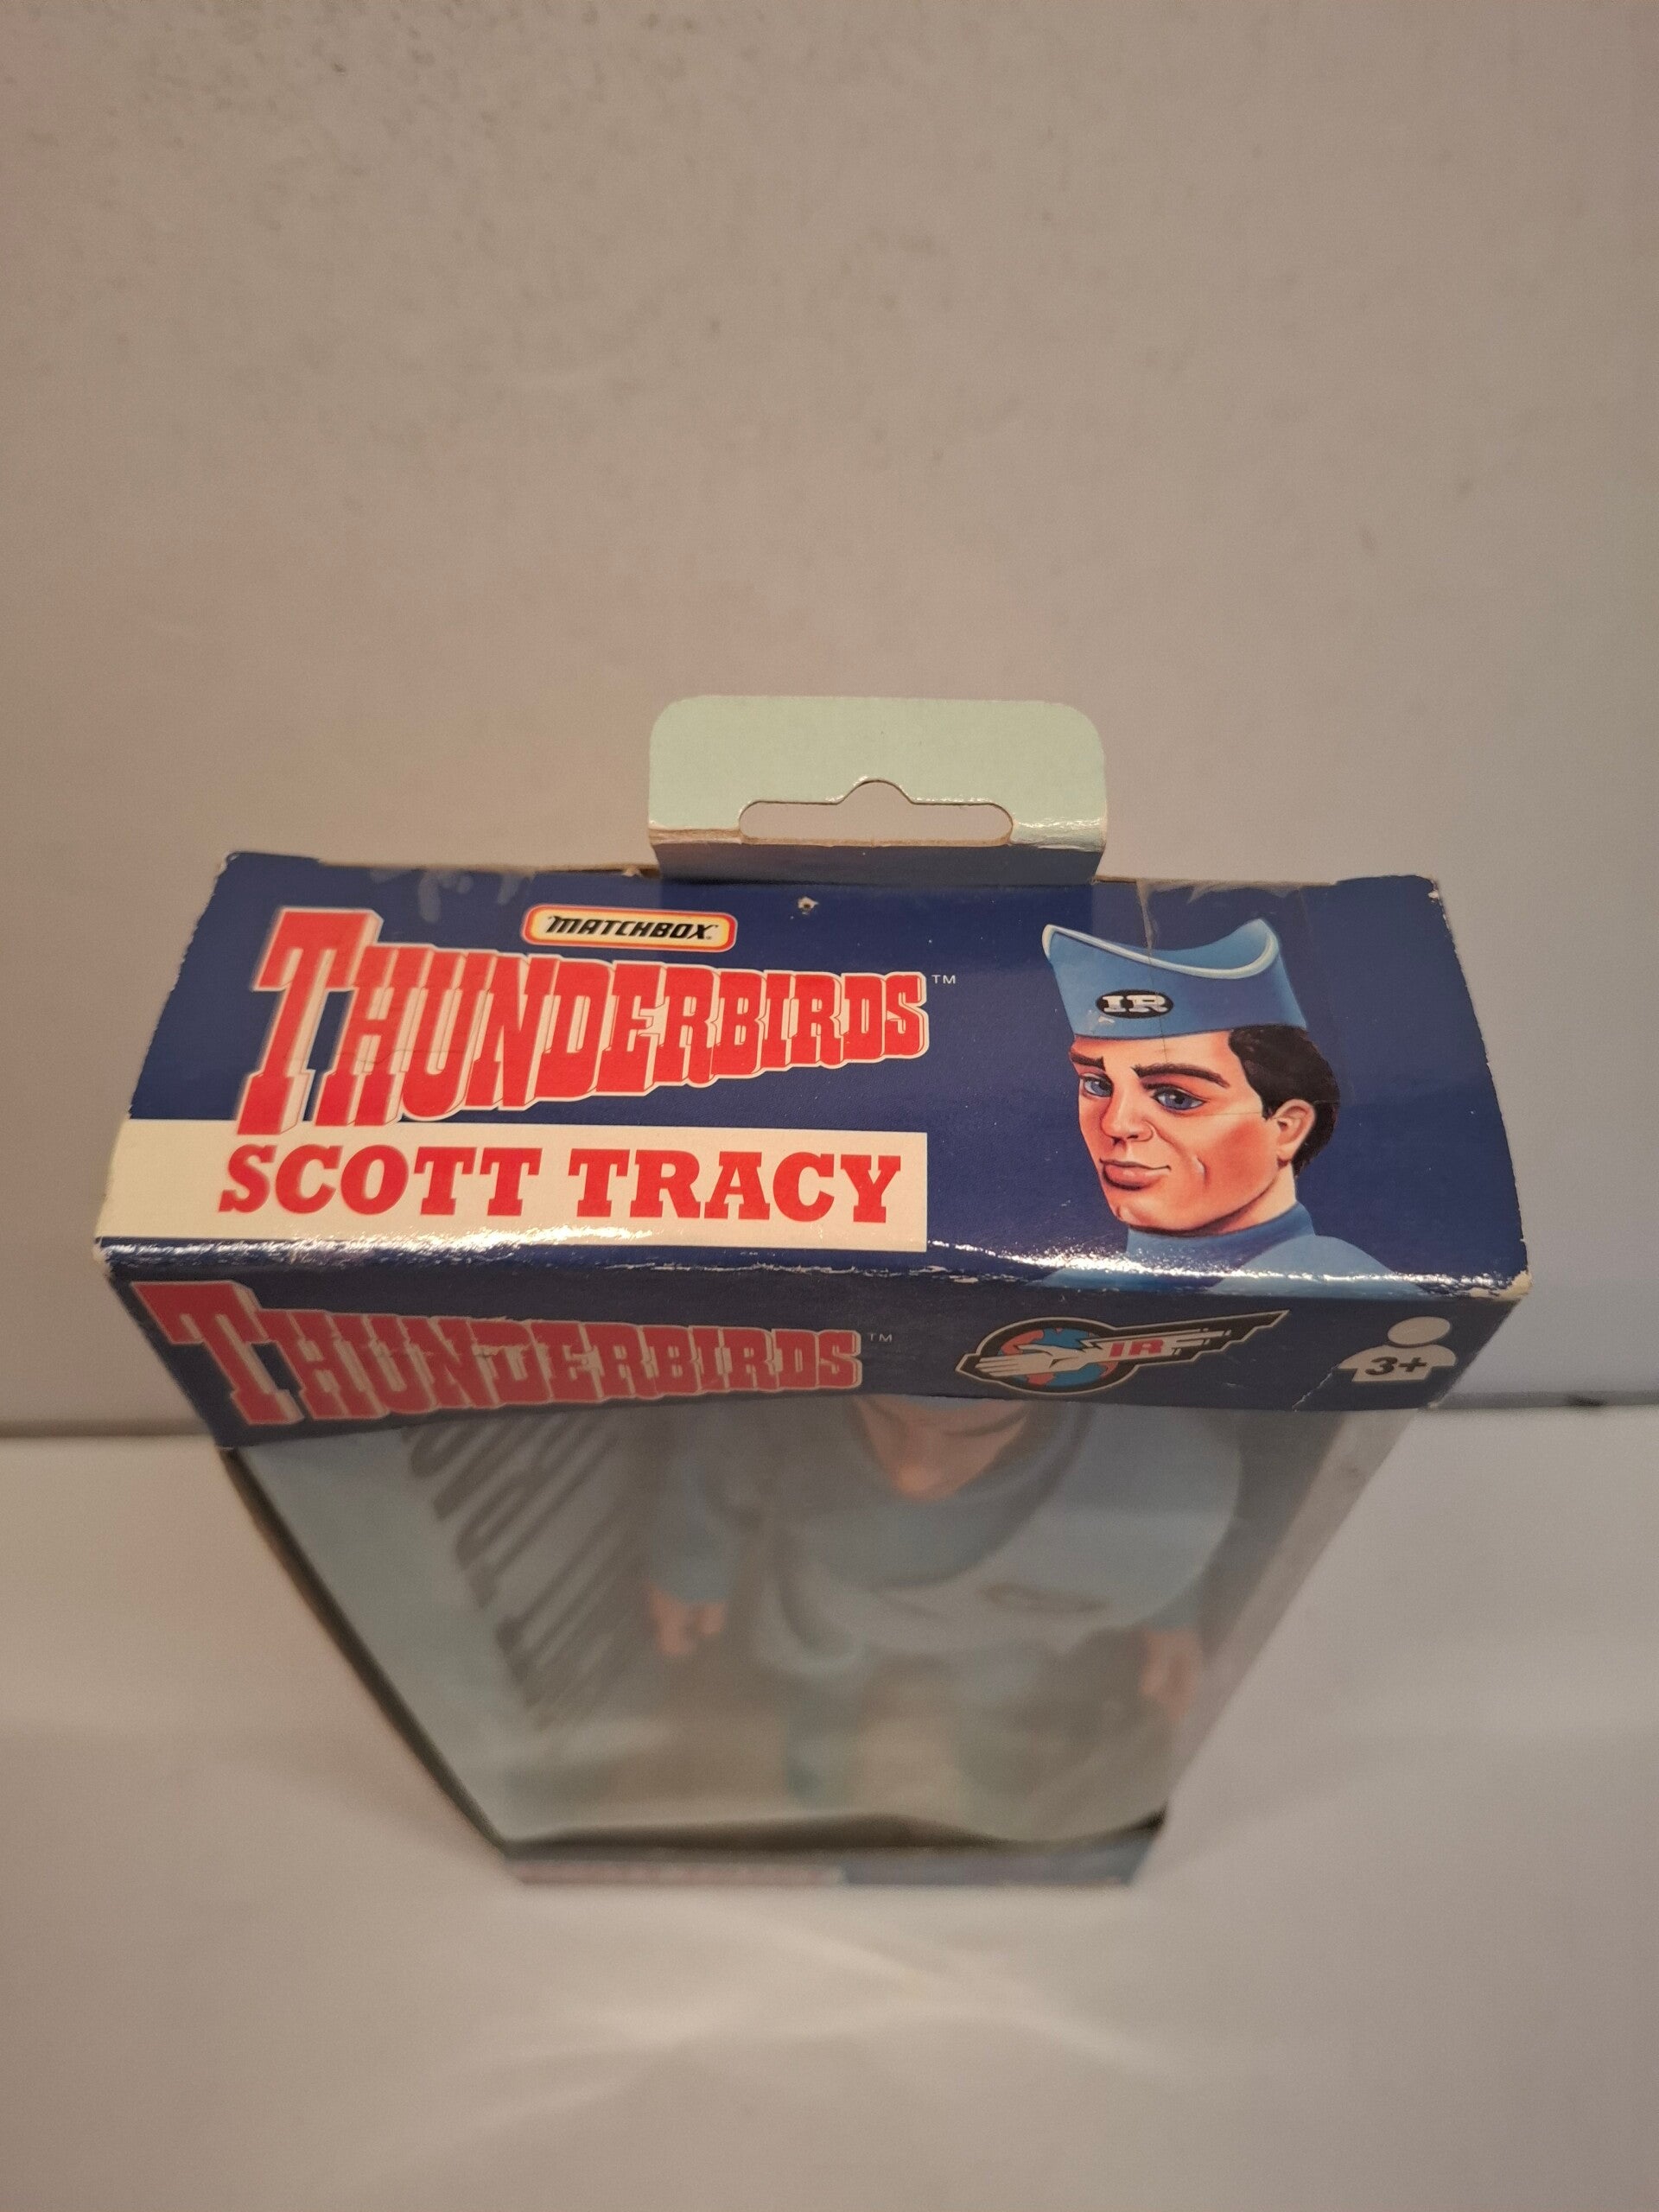 MATCHBOX
THUNDERBIRDS™
IR
SCOTT TRACY
THUNDERBIRDS™
IR
3+